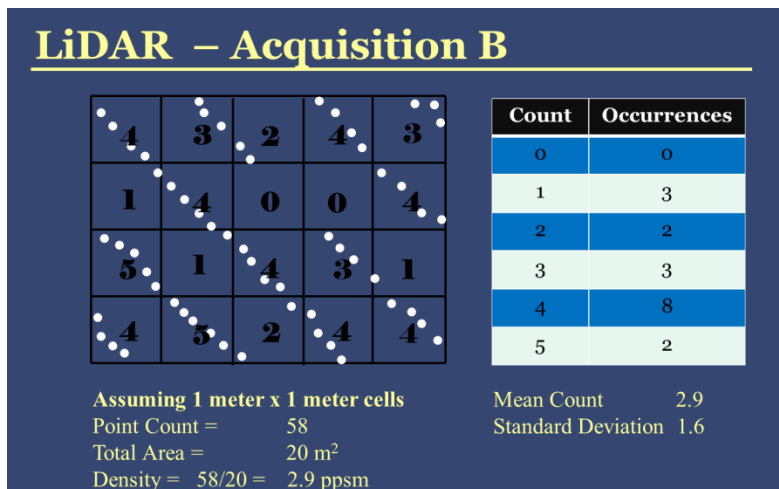 LiDAR – Acquisition B
4 3 2 4 3
1 4 0 0 4
5 1 4 3 1
4 5 2 4 4
Count Occurrences
0 0
1 3
2 2
3 3
4 8
5 2
Assuming 1 meter x 1 meter cells
Point Count = 58
Total Area = 20 m²
Density = 58/20 = 2.9 ppsm
Mean Count 2.9
Standard Deviation 1.6